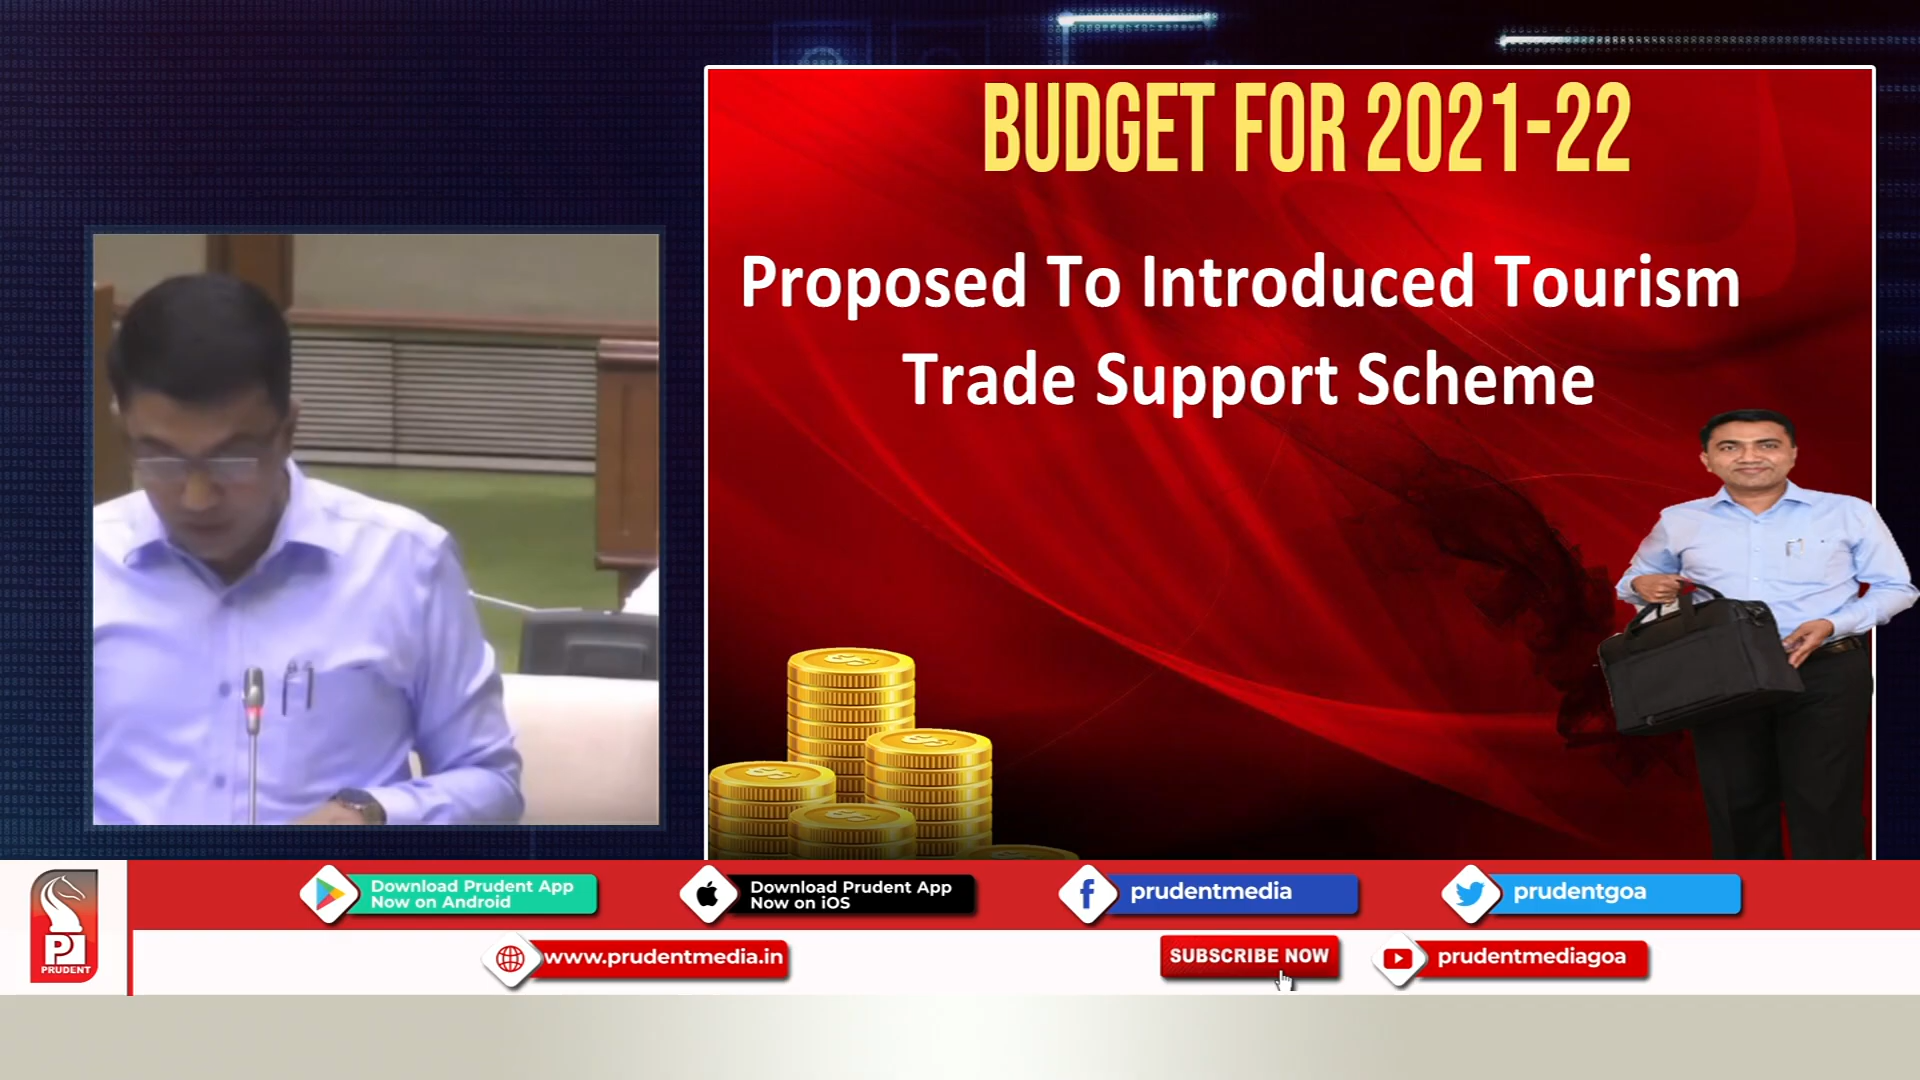 BUDGET FOR 2021-22
Proposed To Introduced Tourism
Trade Support Scheme
Download Prudent App
Now on Android
Download Prudent App
Now on iOS
prudentmedia
prudentgoa
P
PRUDENT
www.prudentmedia.in
SUBSCRIBE NOW
prudentmediagoa